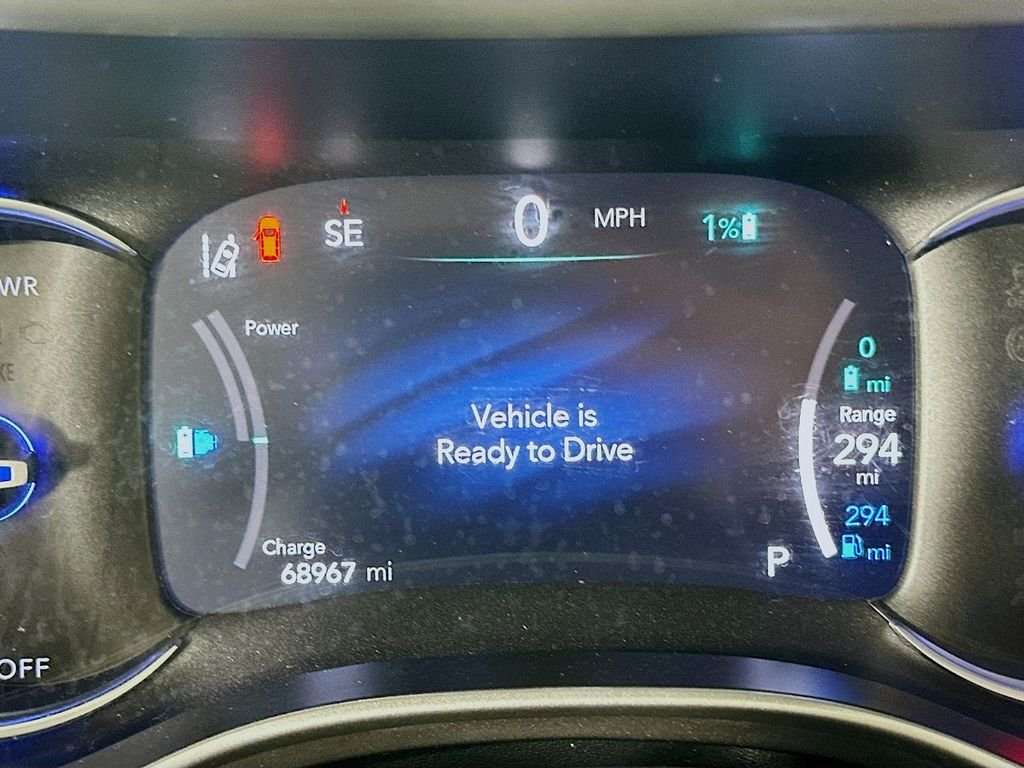 SE
0 MPH
1%
WR
Power
0
mi
Range
294
mi
Vehicle is
Ready to Drive
294
mi
Charge
68967 mi
P
OFF